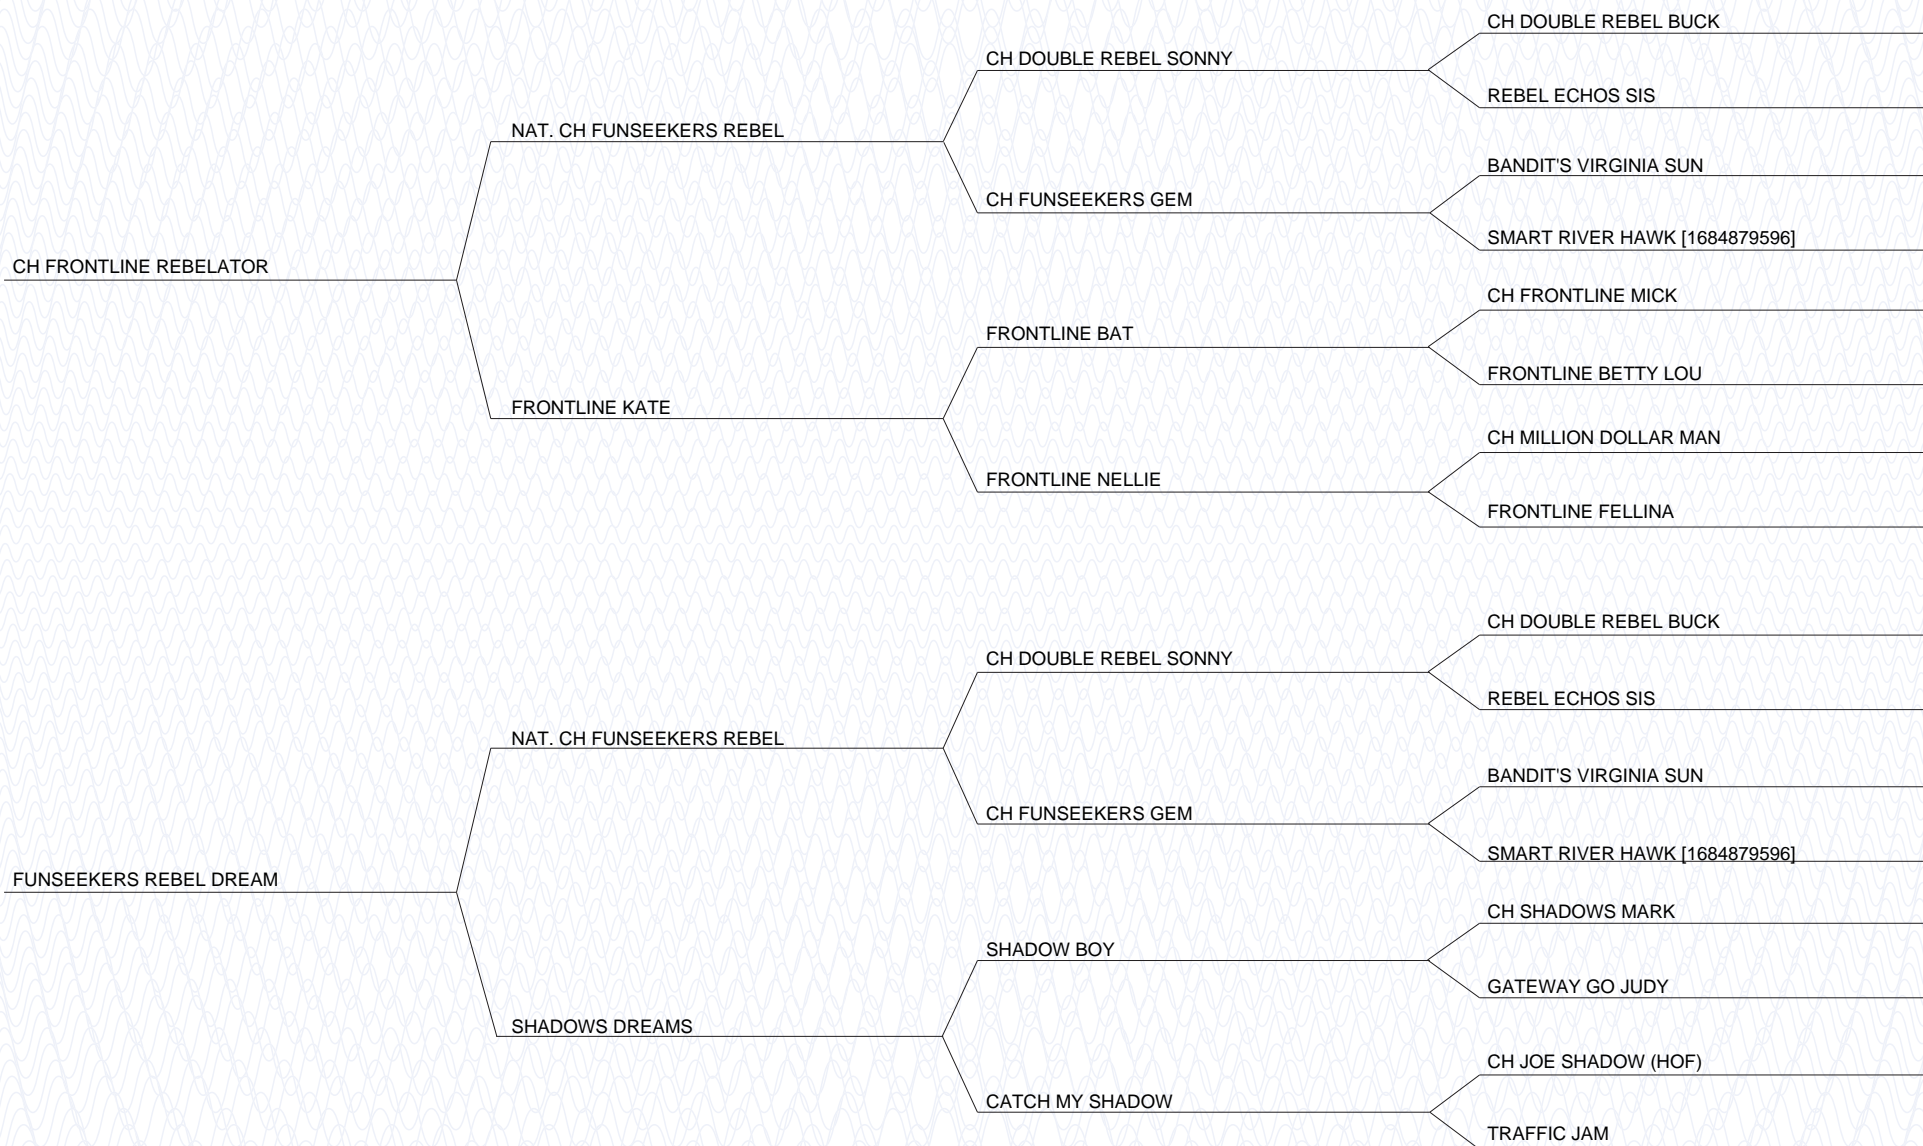 CH DOUBLE REBEL BUCK
CH DOUBLE REBEL SONNY
REBEL ECHOS SIS
NAT. CH FUNSEEKERS REBEL
BANDIT'S VIRGINIA SUN
CH FUNSEEKERS GEM
SMART RIVER HAWK [1684879596]
CH FRONTLINE REBELATOR
CH FRONTLINE MICK
FRONTLINE BAT
FRONTLINE BETTY LOU
FRONTLINE KATE
CH MILLION DOLLAR MAN
FRONTLINE NELLIE
FRONTLINE FELLINA
CH DOUBLE REBEL BUCK
CH DOUBLE REBEL SONNY
REBEL ECHOS SIS
NAT. CH FUNSEEKERS REBEL
BANDIT'S VIRGINIA SUN
CH FUNSEEKERS GEM
SMART RIVER HAWK [1684879596]
FUNSEEKERS REBEL DREAM
CH SHADOWS MARK
SHADOW BOY
GATEWAY GO JUDY
SHADOWS DREAMS
CH JOE SHADOW (HOF)
CATCH MY SHADOW
TRAFFIC JAM